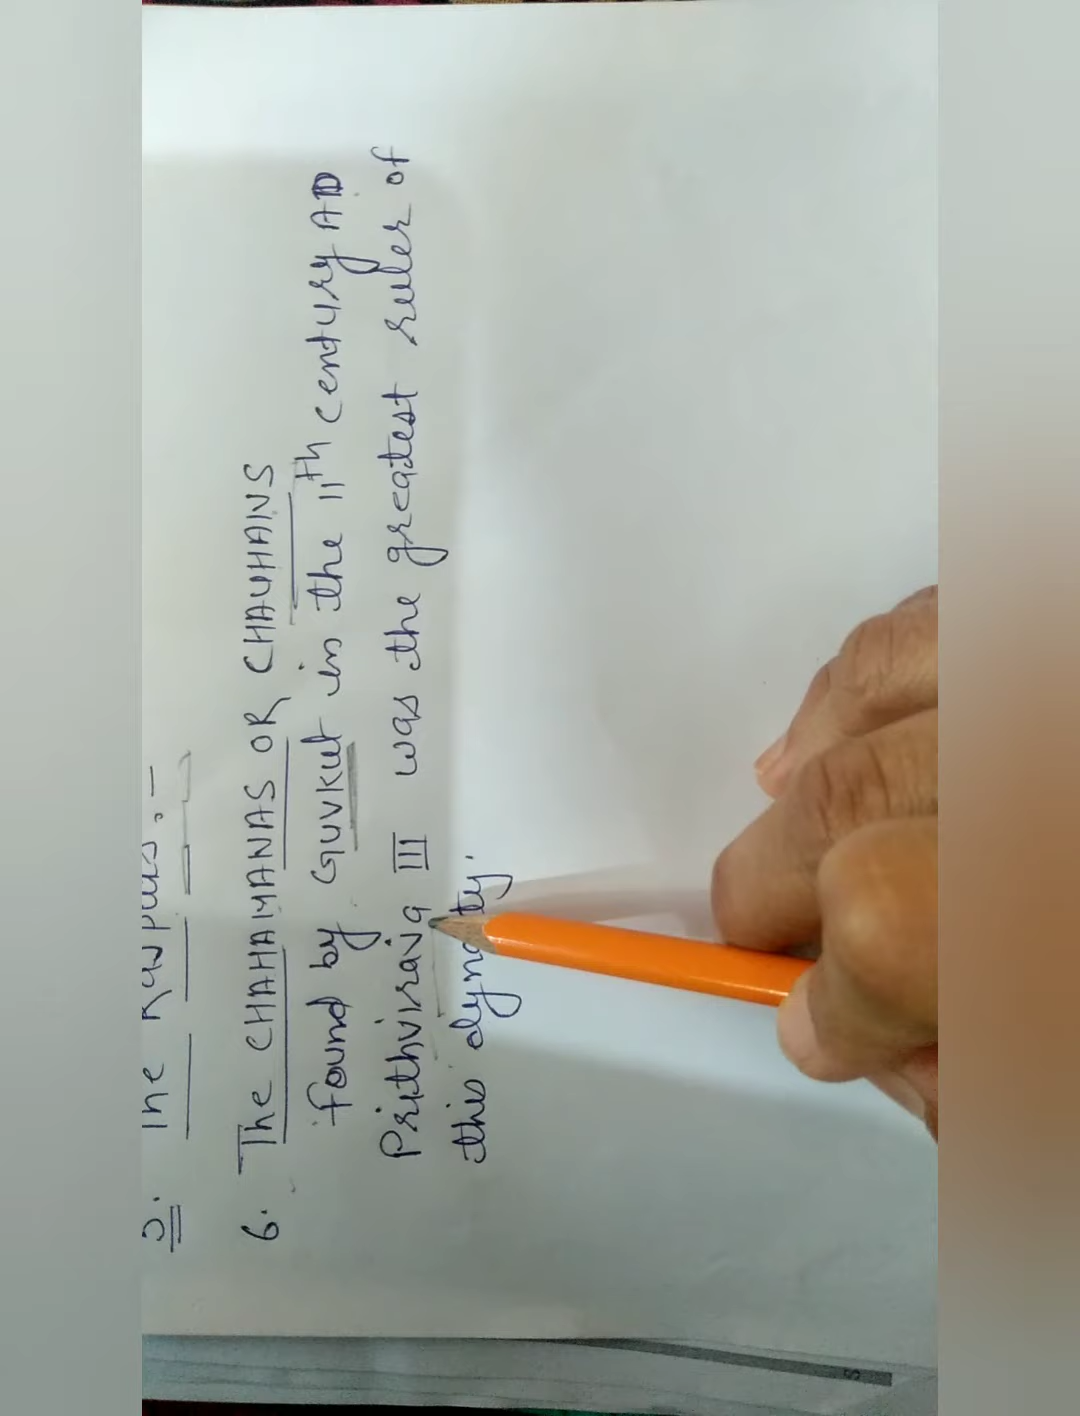 5. The Rajputs:-
6. The CHAHAMANAS OR CHAUHANS
found by Guvkut in the 11th century AD
Prithviraja III was the greatest ruler of
this dynasty.